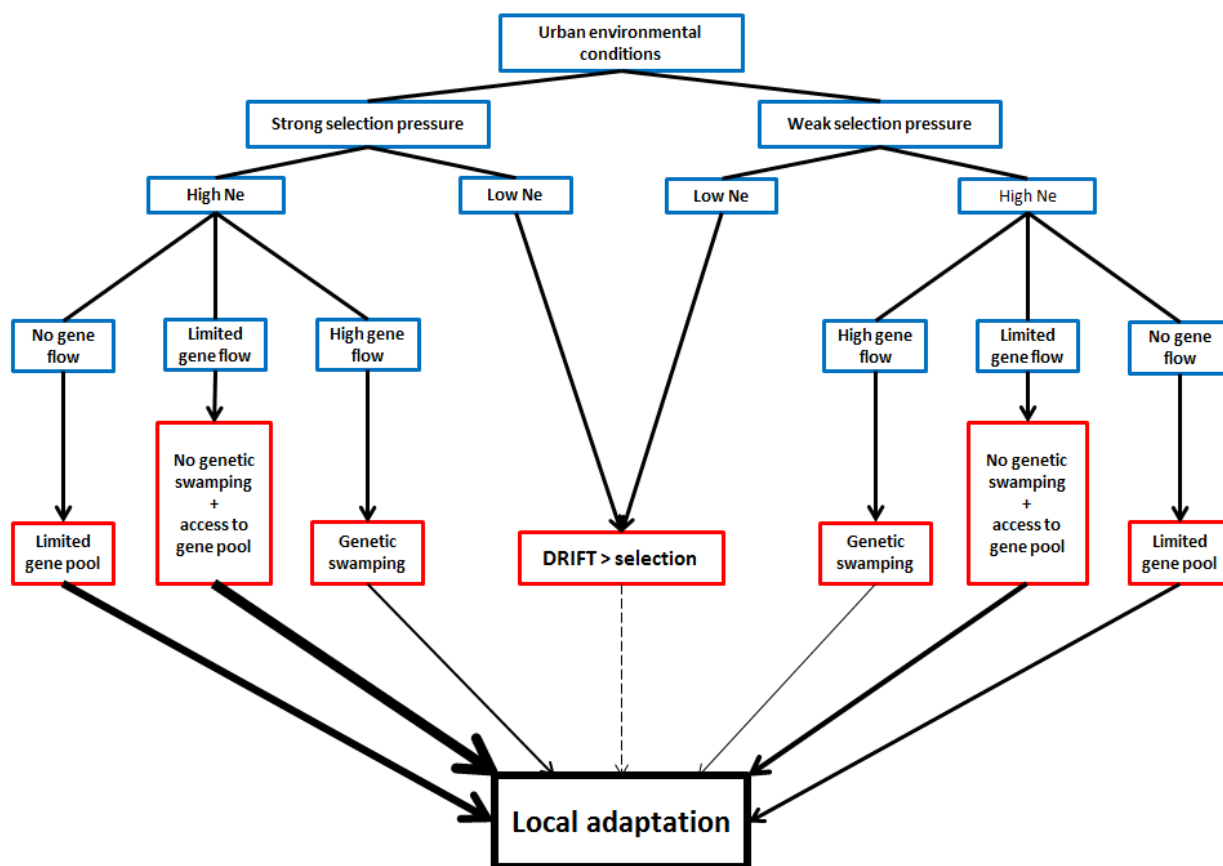 Urban environmental
conditions
Strong selection pressure
Weak selection pressure
High Ne
Low Ne
Low Ne
High Ne
No gene
flow
Limited
gene flow
High gene
flow
High gene
flow
Limited
gene flow
No gene
flow
No genetic
swamping
+
access to
gene pool
No genetic
swamping
+
access to
gene pool
Limited
gene pool
Genetic
swamping
DRIFT > selection
Genetic
swamping
Limited
gene pool
Local adaptation